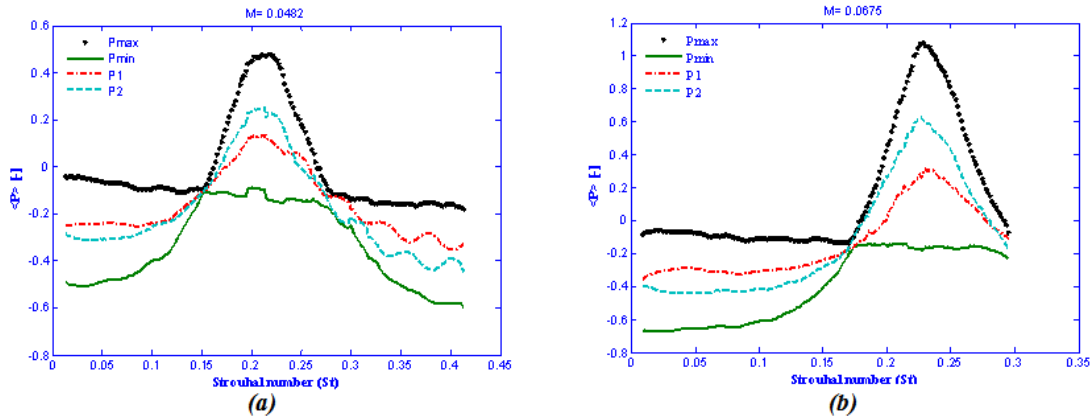 M= 0.0482
0.6
0.4
0.2
0
-0.2
-0.4
-0.6
-0.8
<P> [-]
Pmax
Pmin
P1
P2
0 0.05 0.1 0.15 0.2 0.25 0.3 0.35 0.4 0.45
Strouhal number (St)
(a)
M= 0.0675
1.2
1
0.8
0.6
0.4
0.2
0
-0.2
-0.4
-0.6
-0.8
<P> [-]
Pmax
Pmin
P1
P2
0 0.05 0.1 0.15 0.2 0.25 0.3 0.35
Strouhal number (St)
(b)